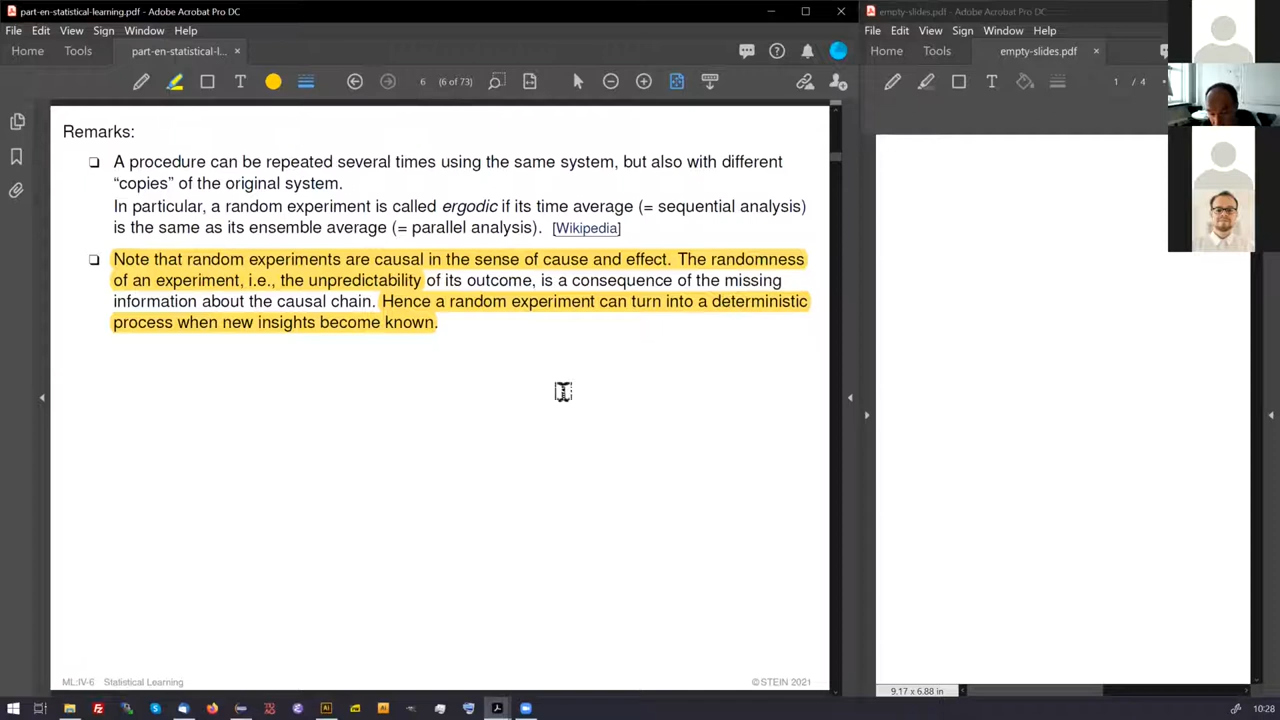 part-en-statistical-learning.pdf - Adobe Acrobat Pro DC
File Edit View Sign Window Help
Home Tools part-en-statistical-l... ×
6 (6 of 73)
Remarks:
❑ A procedure can be repeated several times using the same system, but also with different
“copies” of the original system.
In particular, a random experiment is called ergodic if its time average (= sequential analysis)
is the same as its ensemble average (= parallel analysis). [Wikipedia]
❑ Note that random experiments are causal in the sense of cause and effect. The randomness
of an experiment, i.e., the unpredictability of its outcome, is a consequence of the missing
information about the causal chain. Hence a random experiment can turn into a deterministic
process when new insights become known.
ML:IV-6 Statistical Learning
©STEIN 2021
empty-slides.pdf - Adobe Acrobat Pro DC
File Edit View Sign Window Help
Home Tools empty-slides.pdf ×
1 / 4
9.17 x 6.88 in
10:28